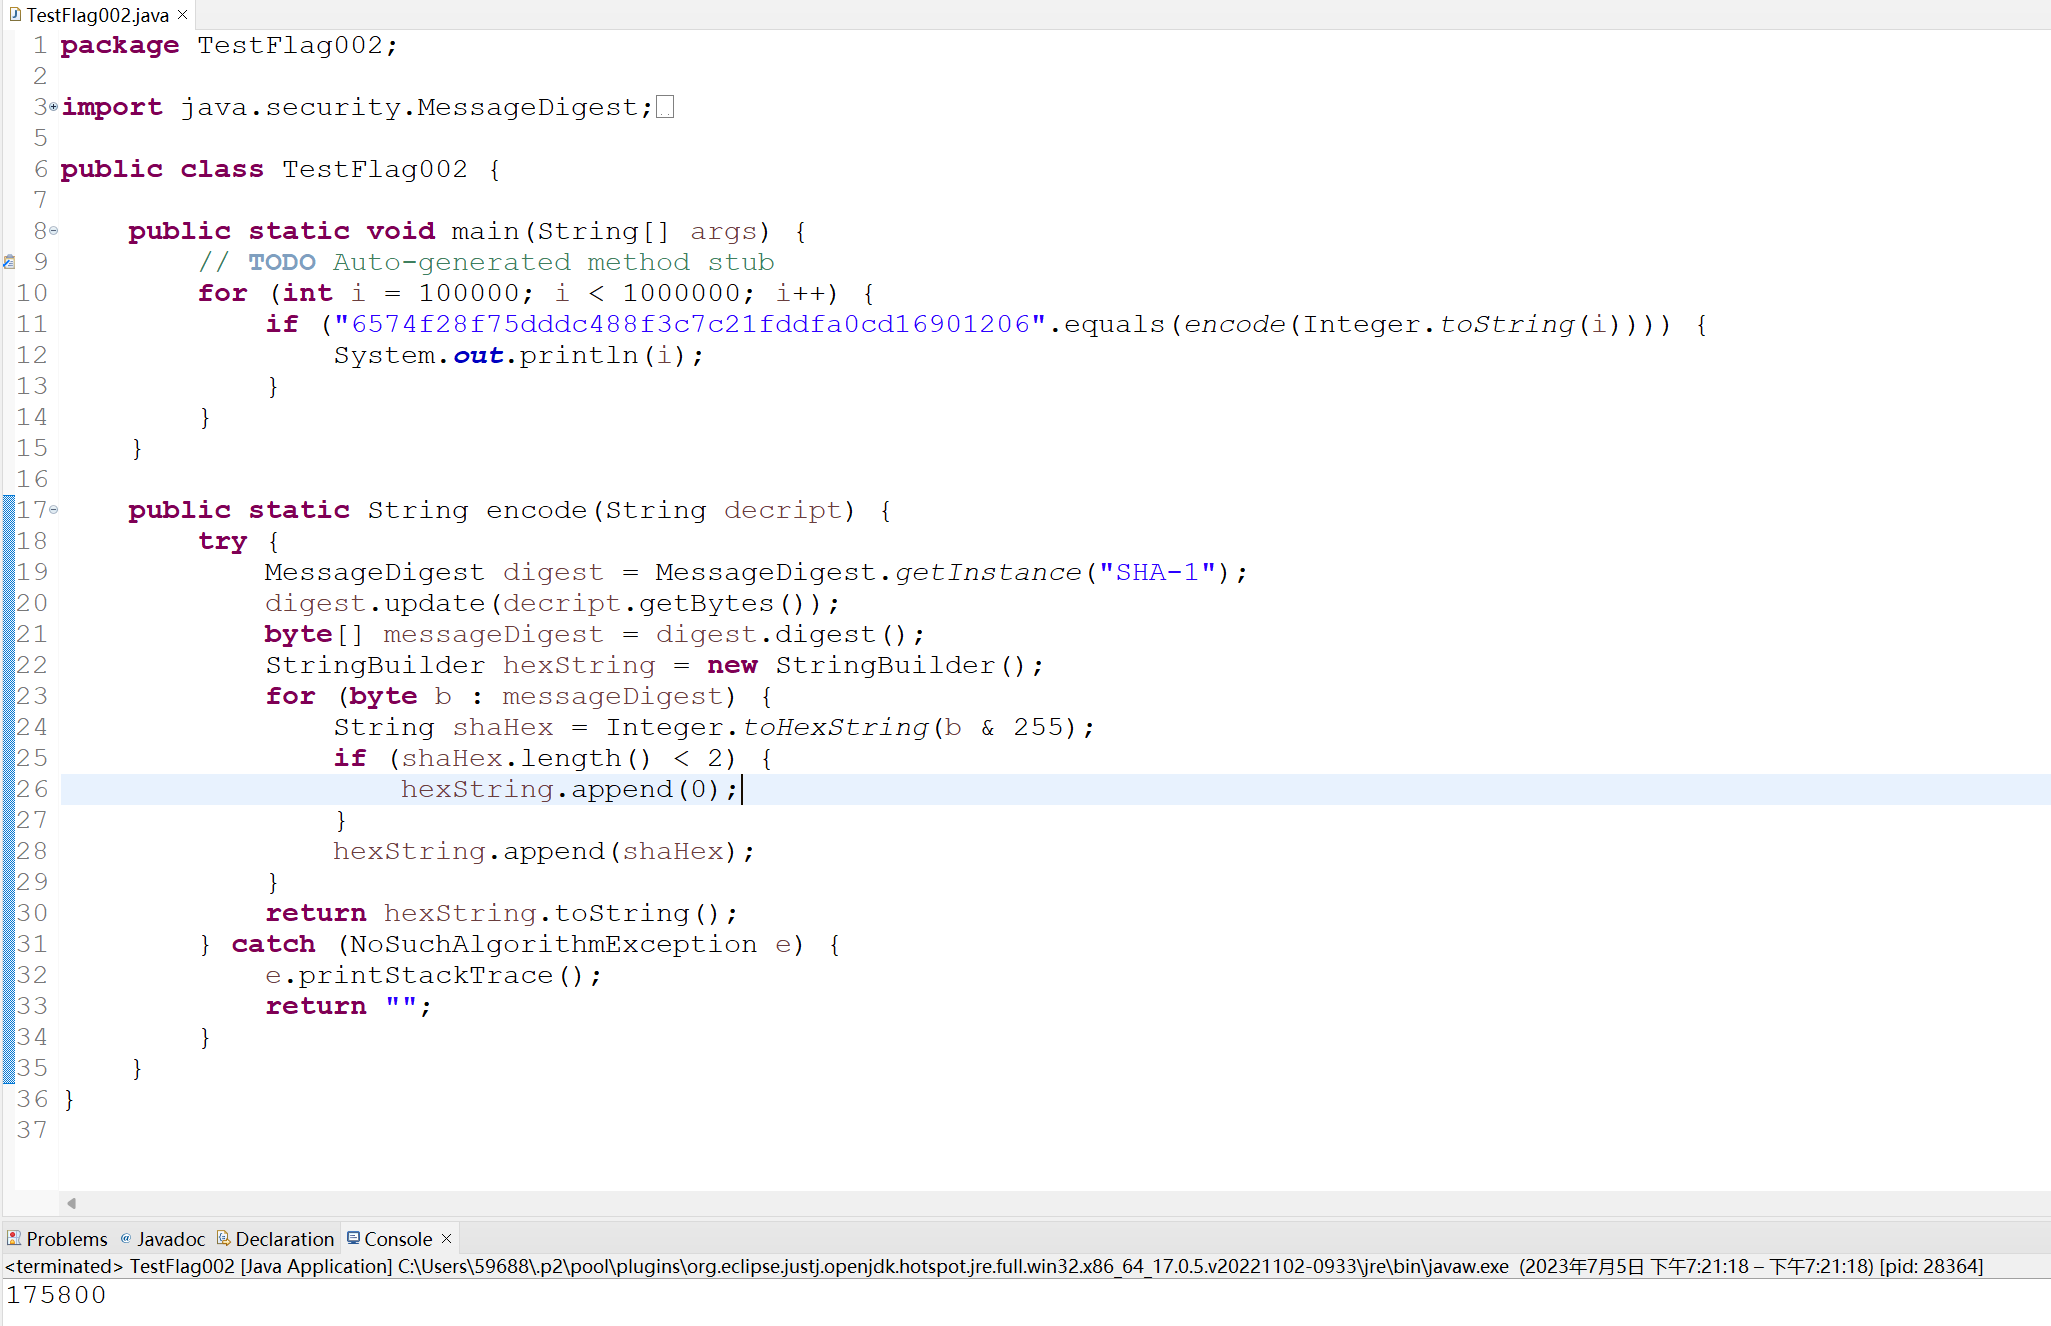 TestFlag002.java
1 package TestFlag002;
2
3 import java.security.MessageDigest;
5
6 public class TestFlag002 {
7
8 public static void main(String[] args) {
9 // TODO Auto-generated method stub
10 for (int i = 100000; i < 1000000; i++) {
11 if ("6574f28f75dddc488f3c7c21fddfa0cd16901206".equals(encode(Integer.toString(i)))) {
12 System.out.println(i);
13 }
14 }
15 }
16
17 public static String encode(String decript) {
18 try {
19 MessageDigest digest = MessageDigest.getInstance("SHA-1");
20 digest.update(decript.getBytes());
21 byte[] messageDigest = digest.digest();
22 StringBuilder hexString = new StringBuilder();
23 for (byte b : messageDigest) {
24 String shaHex = Integer.toHexString(b & 255);
25 if (shaHex.length() < 2) {
26 hexString.append(0);
27 }
28 hexString.append(shaHex);
29 }
30 return hexString.toString();
31 } catch (NoSuchAlgorithmException e) {
32 e.printStackTrace();
33 return "";
34 }
35 }
36 }
37
Problems @ Javadoc Declaration Console
<terminated> TestFlag002 [Java Application] C:\Users\59688\.p2\pool\plugins\org.eclipse.justj.openjdk.hotspot.jre.full.win32.x86_64_17.0.5.v20221102-0933\jre\bin\javaw.exe (2023年7月5日 下午7:21:18 – 下午7:21:18) [pid: 28364]
175800